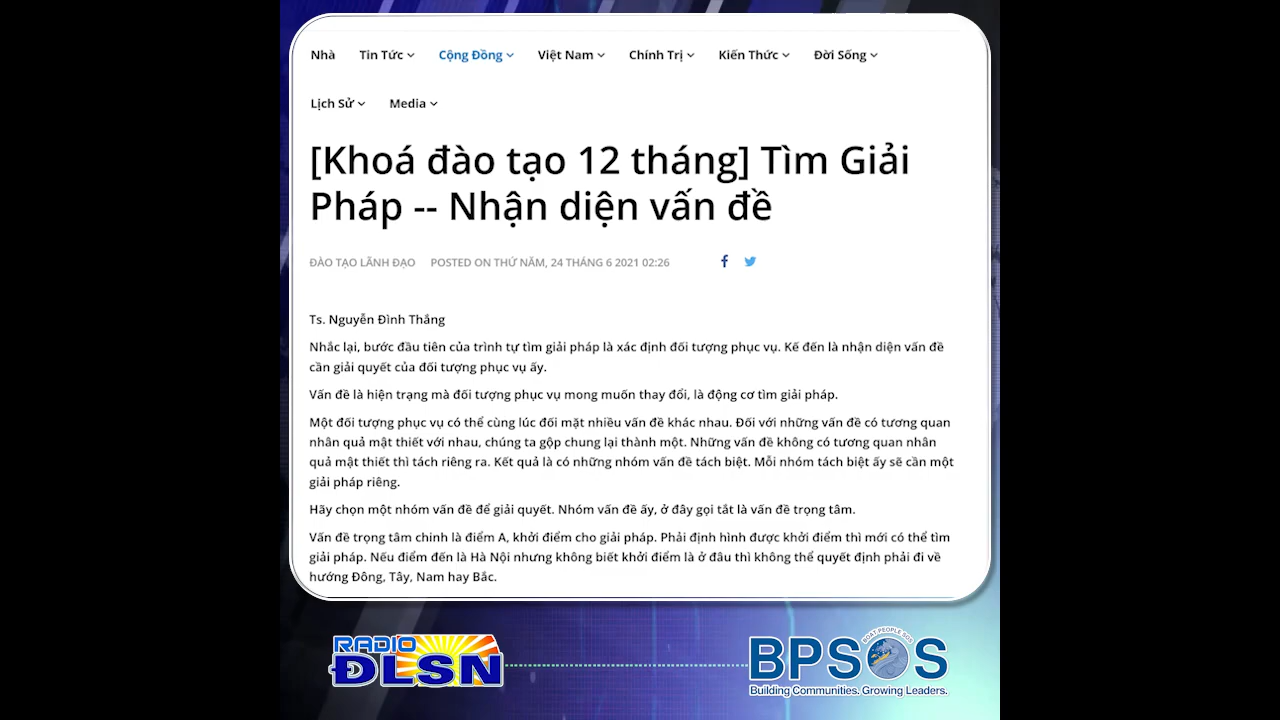 Nhà Tin Tức Cộng Đồng Việt Nam Chính Trị Kiến Thức Đời Sống
Lịch Sử Media
[Khoá đào tạo 12 tháng] Tìm Giải
Pháp -- Nhận diện vấn đề
ĐÀO TẠO LÃNH ĐẠO POSTED ON THỨ NĂM, 24 THÁNG 6 2021 02:26
Ts. Nguyễn Đình Thắng
Nhắc lại, bước đầu tiên của trình tự tìm giải pháp là xác định đối tượng phục vụ. Kế đến là nhận diện vấn đề
cần giải quyết của đối tượng phục vụ ấy.
Vấn đề là hiện trạng mà đối tượng phục vụ mong muốn thay đổi, là động cơ tìm giải pháp.
Một đối tượng phục vụ có thể cùng lúc đối mặt nhiều vấn đề khác nhau. Đối với những vấn đề có tương quan
nhân quả mật thiết với nhau, chúng ta gộp chung lại thành một. Những vấn đề không có tương quan nhân
quả mật thiết thì tách riêng ra. Kết quả là có những nhóm vấn đề tách biệt. Mỗi nhóm tách biệt ấy sẽ cần một
giải pháp riêng.
Hãy chọn một nhóm vấn đề để giải quyết. Nhóm vấn đề ấy, ở đây gọi tắt là vấn đề trọng tâm.
Vấn đề trọng tâm chinh là điểm A, khởi điểm cho giải pháp. Phải định hình được khởi điểm thì mới có thể tìm
giải pháp. Nếu điểm đến là Hà Nội nhưng không biết khởi điểm là ở đâu thì không thể quyết định phải đi về
hướng Đông, Tây, Nam hay Bắc.
RADIO
ĐLSN
BOAT PEOPLE SOS
BPSOS
Building Communities. Growing Leaders.